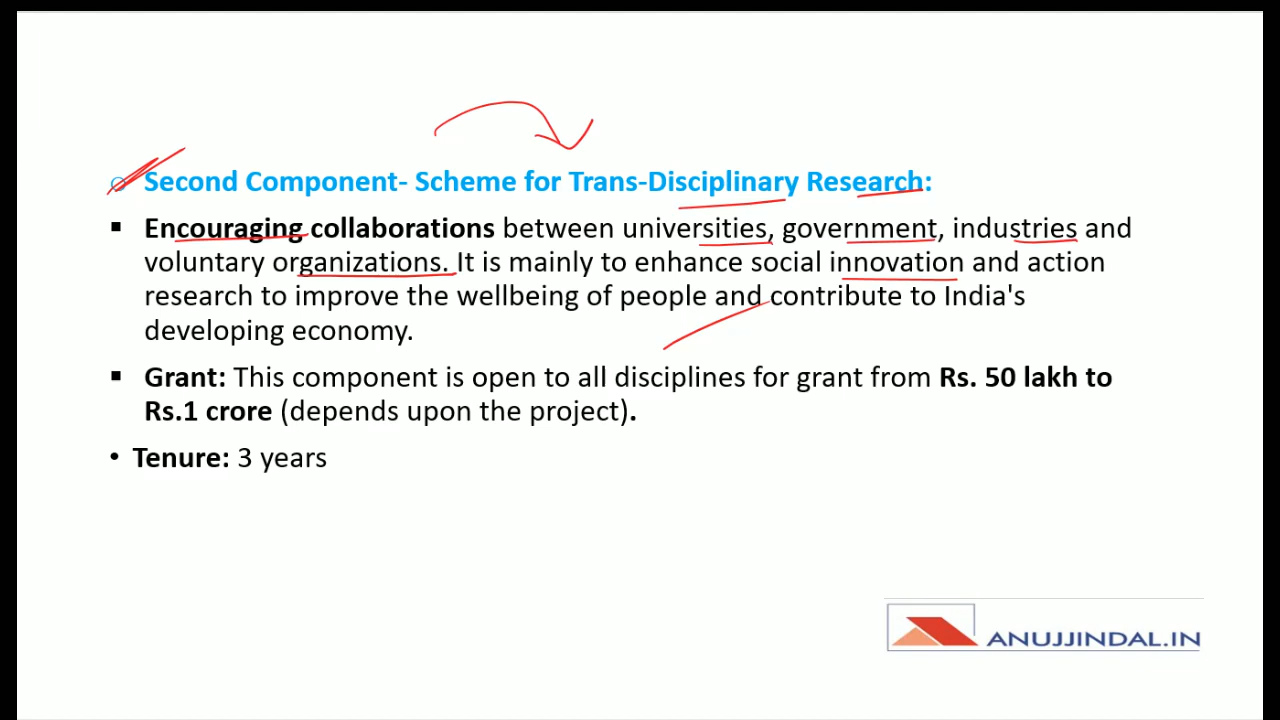 Second Component- Scheme for Trans-Disciplinary Research:
Encouraging collaborations between universities, government, industries and
voluntary organizations. It is mainly to enhance social innovation and action
research to improve the wellbeing of people and contribute to India's
developing economy.
Grant: This component is open to all disciplines for grant from Rs. 50 lakh to
Rs.1 crore (depends upon the project).
Tenure: 3 years
ANUJJINDAL.IN